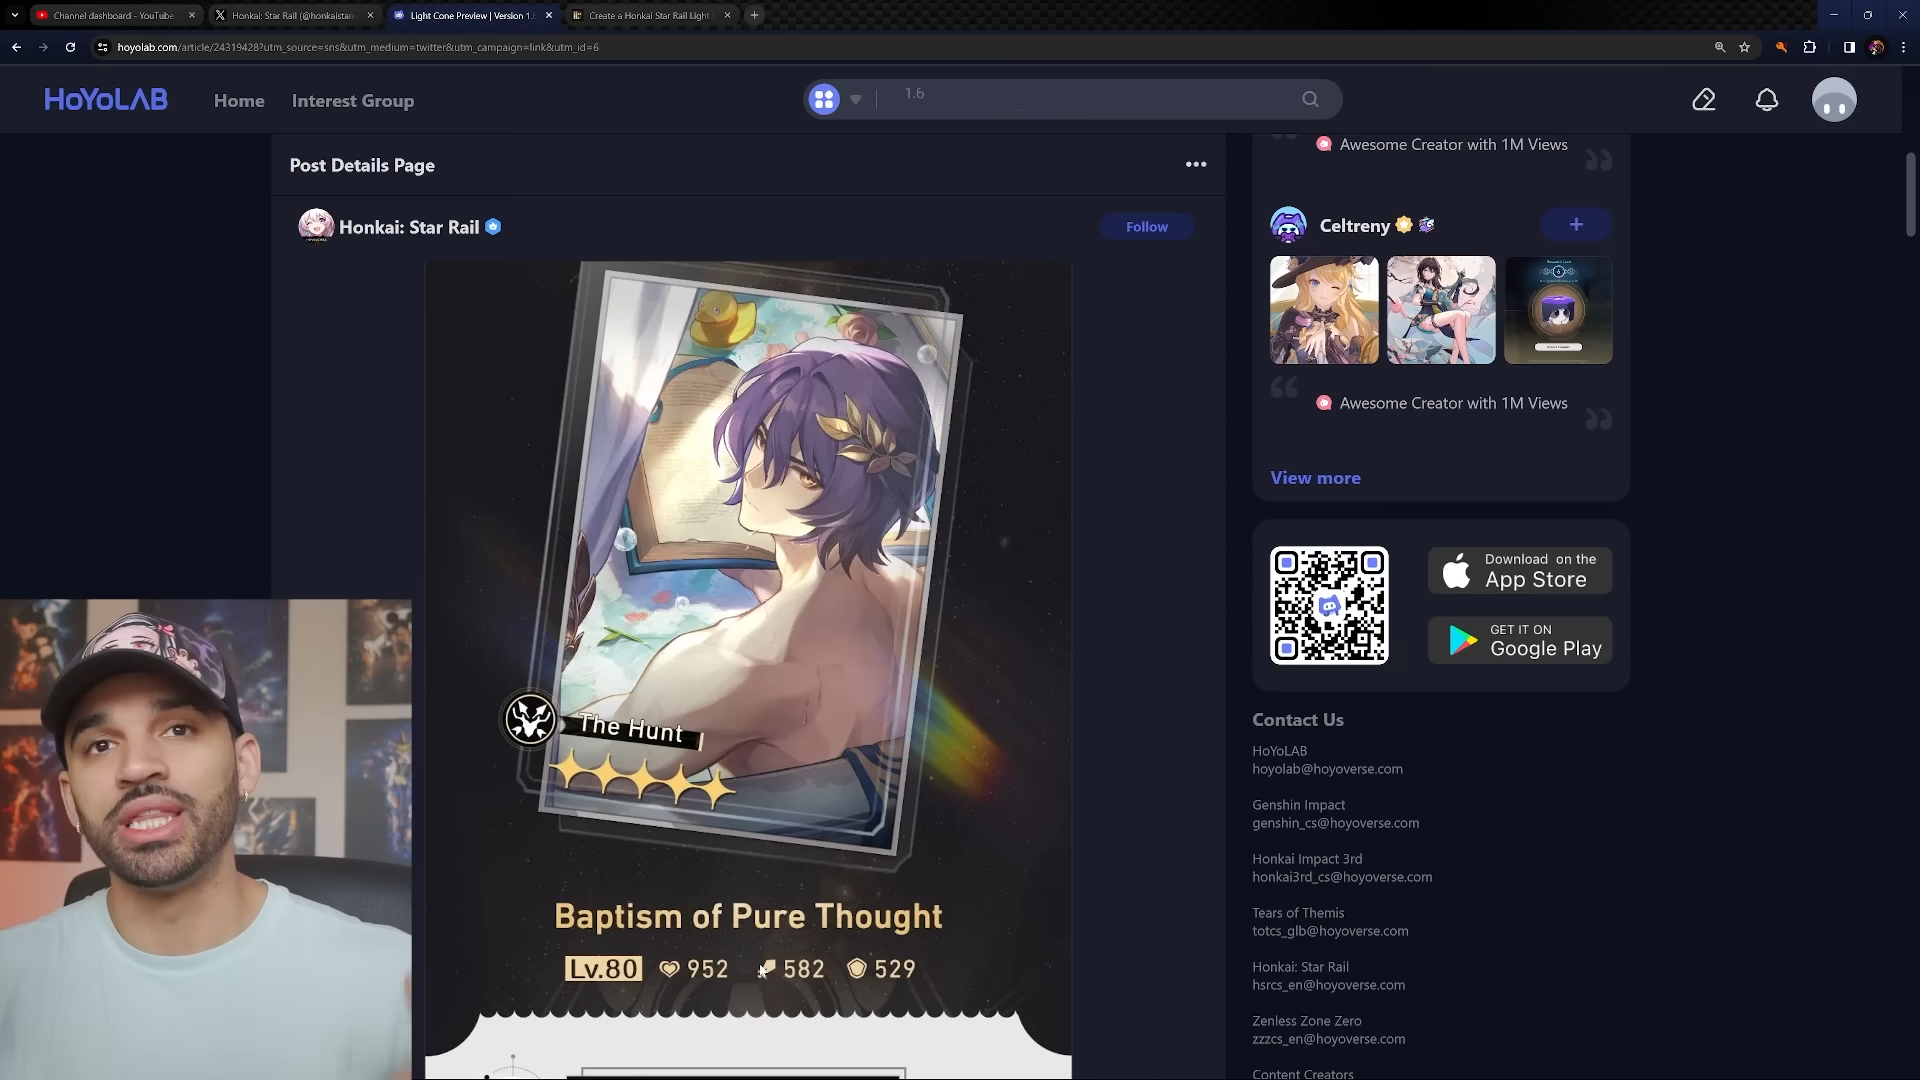 Channel dashboard - YouTube
Honkai: Star Rail (@honkaistar
Light Cone Preview | Version 1.
Create a Honkai Star Rail Light
hoyolab.com/article/24319428?utm_source=sns&utm_medium=twitter&utm_campaign=link&utm_id=6
HoYoLAB
Home
Interest Group
1.6
Post Details Page
Honkai: Star Rail
Follow
The Hunt
Baptism of Pure Thought
Lv.80
952
582
529
Awesome Creator with 1M Views
Celtreny
Awesome Creator with 1M Views
View more
Download on the
App Store
GET IT ON
Google Play
Contact Us
HoYoLAB
hoyolab@hoyoverse.com
Genshin Impact
genshin_cs@hoyoverse.com
Honkai Impact 3rd
honkai3rd_cs@hoyoverse.com
Tears of Themis
totcs_glb@hoyoverse.com
Honkai: Star Rail
hsrcs_en@hoyoverse.com
Zenless Zone Zero
zzzcs_en@hoyoverse.com
Content Creators